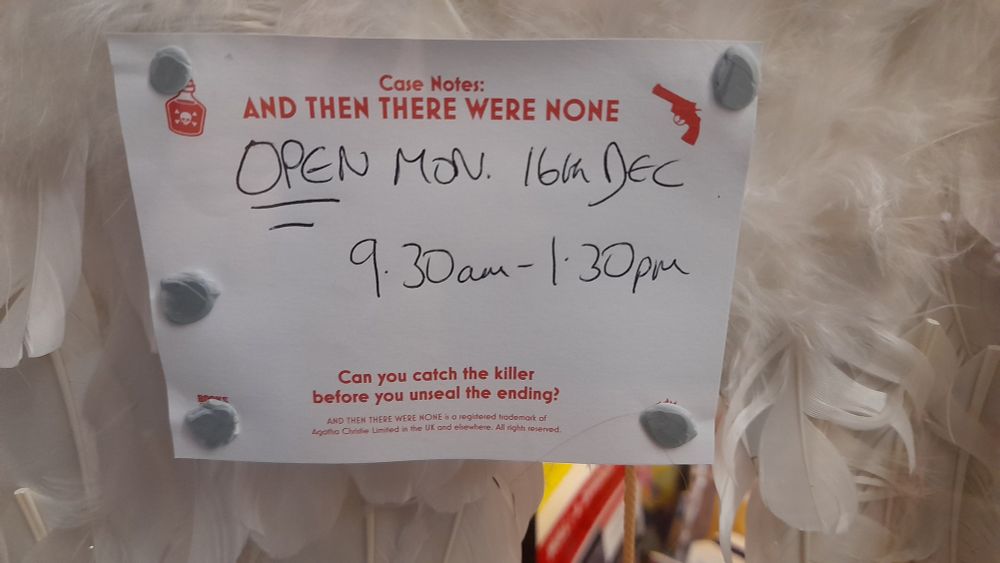 Case Notes:
AND THEN THERE WERE NONE
OPEN MON. 16th DEC
9.30am - 1.30pm
Can you catch the killer
before you unseal the ending?
AND THEN THERE WERE NONE is a registered trademark of
Agatha Christie Limited in the UK and elsewhere. All rights reserved.